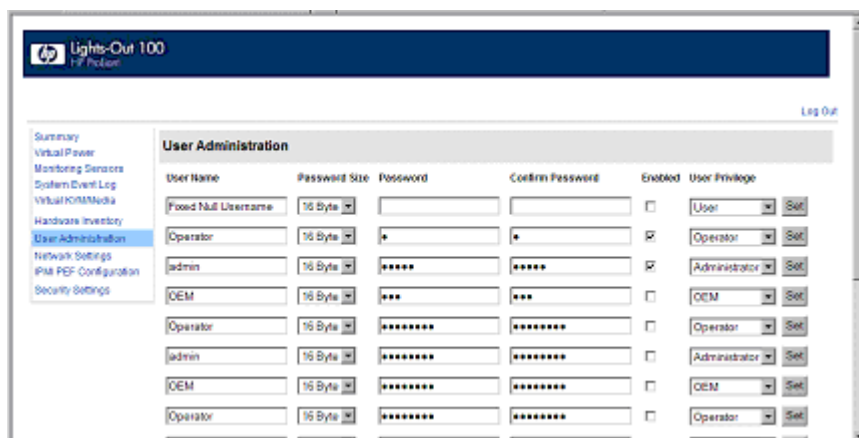 hp Lights-Out 100
HP ProLiant
Log Out
Summary
Virtual Power
Monitoring Sensors
System Event Log
Virtual KVM/Media
Hardware Inventory
User Administration
Network Settings
IPMI PEF Configuration
Security Settings
User Administration
User Name Password Size Password Confirm Password Enabled User Privilege
Fixed Null Username 16 Byte User Set
Operator 16 Byte • • Operator Set
admin 16 Byte ••••• ••••• Administrator Set
OEM 16 Byte ••• ••• OEM Set
Operator 16 Byte •••••••• •••••••• Operator Set
admin 16 Byte •••••••• •••••••• Administrator Set
OEM 16 Byte •••••••• •••••••• OEM Set
Operator 16 Byte •••••••• •••••••• Operator Set